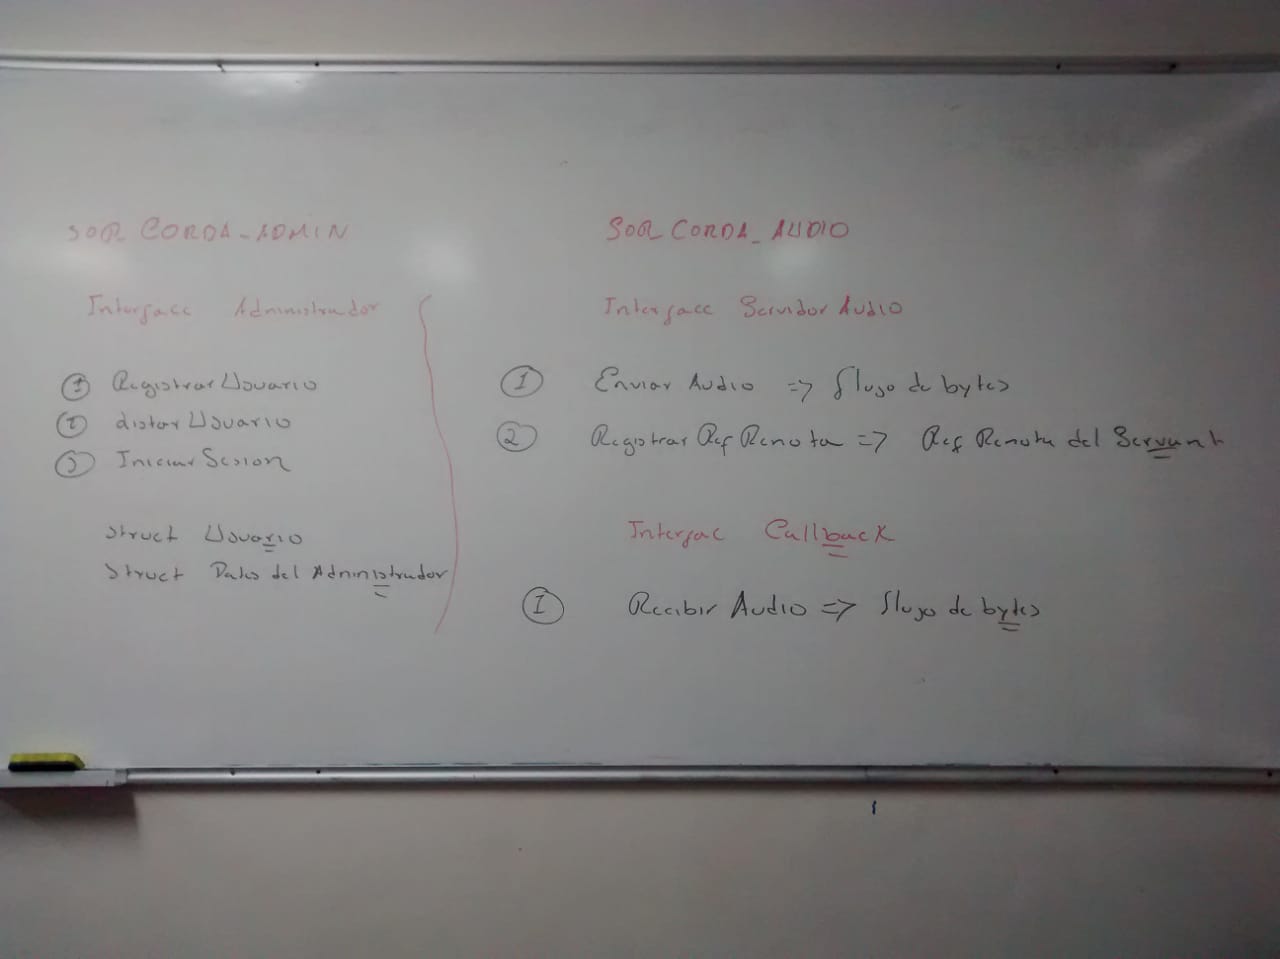 SOR CORBA_ADMIN
Interface Administrador
① Registrar Usuario
② Listar Usuario
③ Iniciar Sesion
Struct Usuario
Struct Datos del Administrador
SOR CORBA_AUDIO
Interface Servidor Audio
① Enviar Audio => flujo de bytes
② Registrar Ref Remota => Ref Remota del Servant
Interfac Callback
① Recibir Audio => flujo de bytes